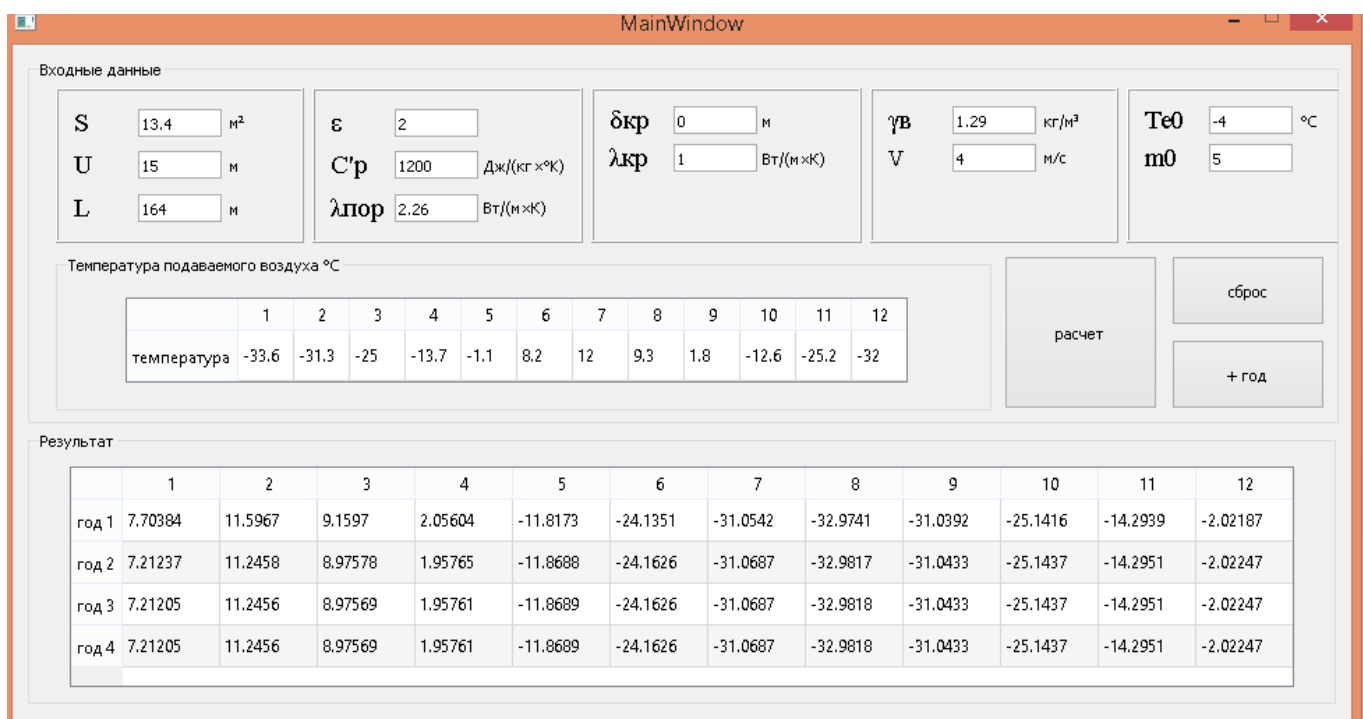 MainWindow
Входные данные
S 13.4 м² ε 2 δкр 0 м γв 1.29 кг/м³ Te0 -4 °C
U 15 м C'p 1200 Дж/(кг×°К) λкр 1 Вт/(м×К) V 4 м/с m0 5
L 164 м λпор 2.26 Вт/(м×К)
Температура подаваемого воздуха °C
сброс
1 2 3 4 5 6 7 8 9 10 11 12
расчет
температура -33.6 -31.3 -25 -13.7 -1.1 8.2 12 9.3 1.8 -12.6 -25.2 -32
+ год
Результат
1 2 3 4 5 6 7 8 9 10 11 12
год 1 7.70384 11.5967 9.1597 2.05604 -11.8173 -24.1351 -31.0542 -32.9741 -31.0392 -25.1416 -14.2939 -2.02187
год 2 7.21237 11.2458 8.97578 1.95765 -11.8688 -24.1626 -31.0687 -32.9817 -31.0433 -25.1437 -14.2951 -2.02247
год 3 7.21205 11.2456 8.97569 1.95761 -11.8689 -24.1626 -31.0687 -32.9818 -31.0433 -25.1437 -14.2951 -2.02247
год 4 7.21205 11.2456 8.97569 1.95761 -11.8689 -24.1626 -31.0687 -32.9818 -31.0433 -25.1437 -14.2951 -2.02247